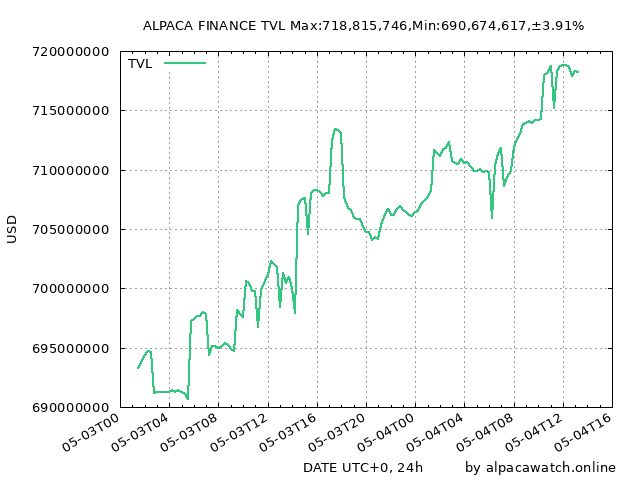 ALPACA FINANCE TVL Max:718,815,746,Min:690,674,617,±3.91%
TVL
720000000
715000000
710000000
705000000
700000000
695000000
690000000
USD
05-03T00
05-03T04
05-03T08
05-03T12
05-03T16
05-03T20
05-04T00
05-04T04
05-04T08
05-04T12
05-04T16
DATE UTC+0, 24h
by alpacawatch.online